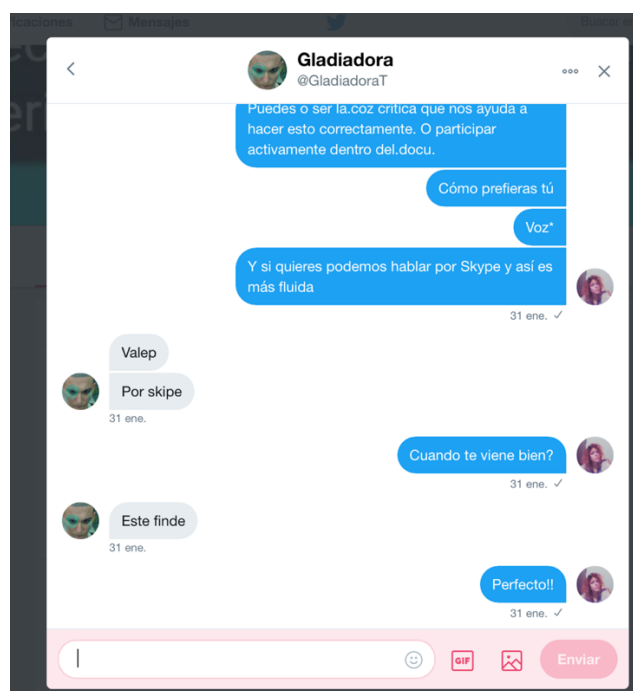 icaciones
Mensajes
Buscar e
Gladiadora
@GladiadoraT
Puedes o ser la.coz critica que nos ayuda a
hacer esto correctamente. O participar
activamente dentro del.docu.
Cómo prefieras tú
Voz*
Y si quieres podemos hablar por Skype y así es
más fluida
31 ene. ✓
Valep
Por skipe
31 ene.
Cuando te viene bien?
31 ene. ✓
Este finde
31 ene.
Perfecto!!
31 ene. ✓
GIF
Enviar